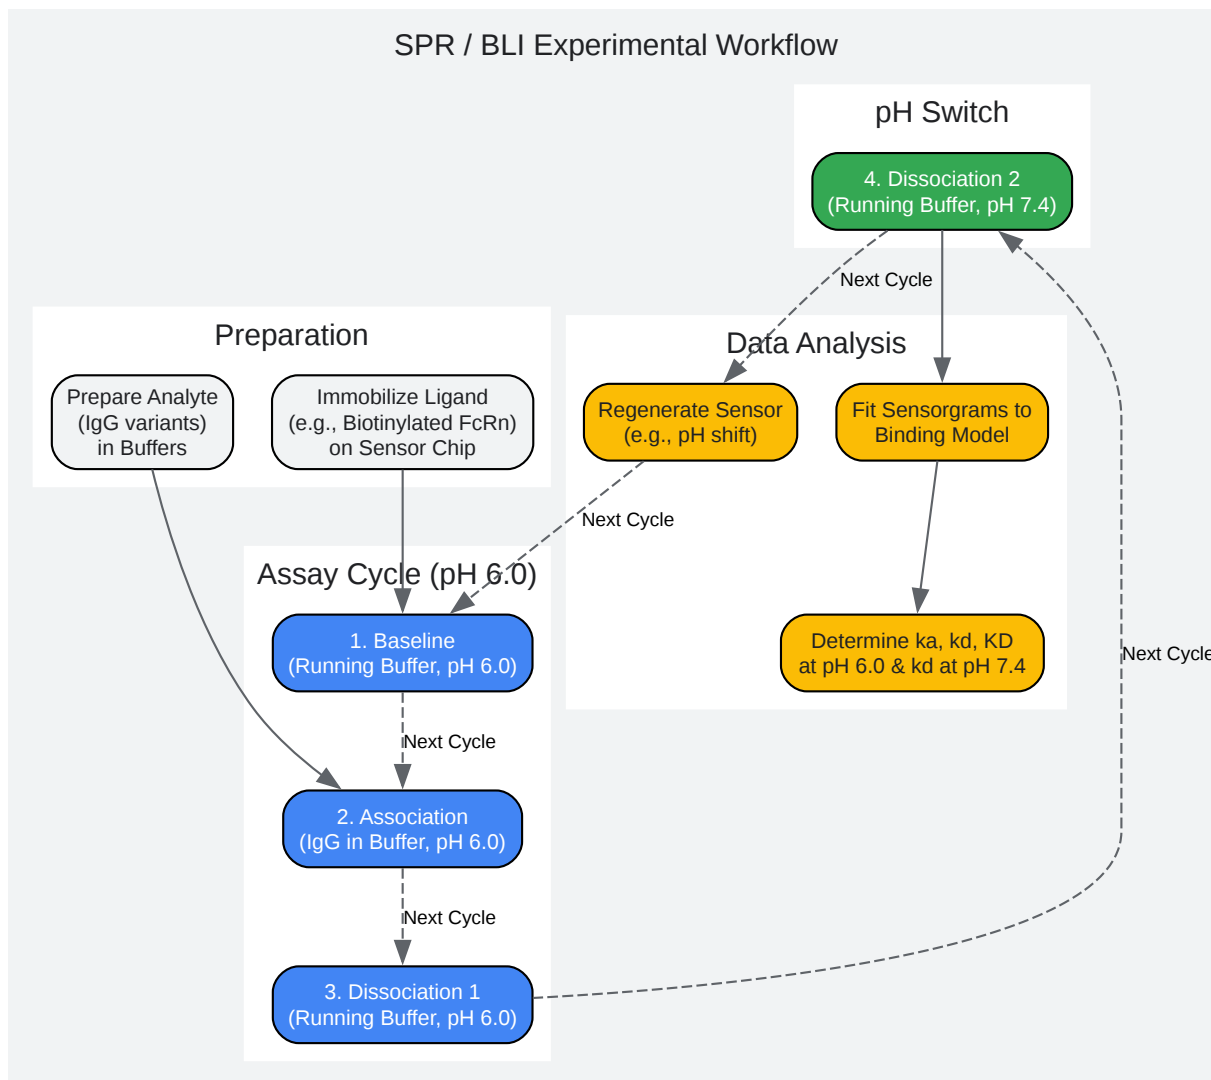 SPR / BLI Experimental Workflow
pH Switch
4. Dissociation 2
(Running Buffer, pH 7.4)
Next Cycle
Preparation
Prepare Analyte
(IgG variants)
in Buffers
Immobilize Ligand
(e.g., Biotinylated FcRn)
on Sensor Chip
Data Analysis
Regenerate Sensor
(e.g., pH shift)
Fit Sensorgrams to
Binding Model
Next Cycle
Assay Cycle (pH 6.0)
1. Baseline
(Running Buffer, pH 6.0)
Determine ka, kd, KD
at pH 6.0 & kd at pH 7.4
Next Cycle
Next Cycle
2. Association
(IgG in Buffer, pH 6.0)
Next Cycle
3. Dissociation 1
(Running Buffer, pH 6.0)